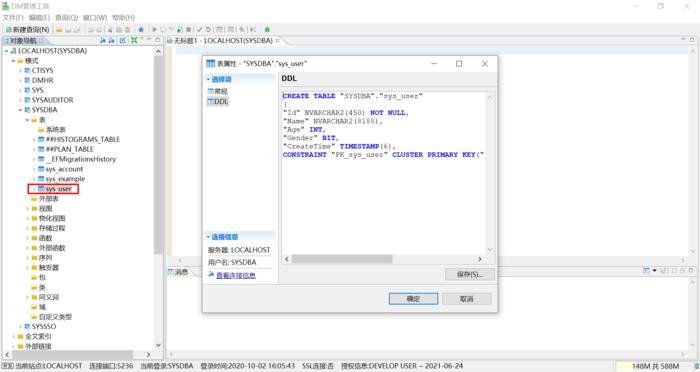 DM管理工具
文件(F) 编辑(E) 查询(Q) 窗口(W) 帮助(H)
新建查询(N)
对象导航
无标题1 - LOCALHOST(SYSDBA)
LOCALHOST(SYSDBA)
模式
CTISYS
DMHR
SYS
SYSAUDITOR
SYSDBA
表
系统表
##HISTOGRAMS_TABLE
##PLAN_TABLE
__EFMigrationsHistory
sys_account
sys_example
sys_user
外部表
视图
物化视图
存储过程
函数
外部函数
序列
触发器
包
类
同义词
域
自定义类型
SYSSSO
全文索引
外部链接
表属性 - "SYSDBA"."sys_user"
选择项
常规
DDL
DDL
CREATE TABLE "SYSDBA"."sys_user"
(
"Id" NVARCHAR2(450) NOT NULL,
"Name" NVARCHAR2(8188),
"Age" INT,
"Gender" BIT,
"CreateTime" TIMESTAMP(6),
CONSTRAINT "PK_sys_user" CLUSTER PRIMARY KEY("
连接信息
服务器: LOCALHOST
用户名: SYSDBA
查看连接信息
保存(S)...
确定
取消
消息
当前站点:LOCALHOST 连接端口:5236 当前登录:SYSDBA 登录时间:2020-10-02 16:05:43 SSL连接:否 授权信息:DEVELOP USER ~ 2021-06-24
148M 共 588M